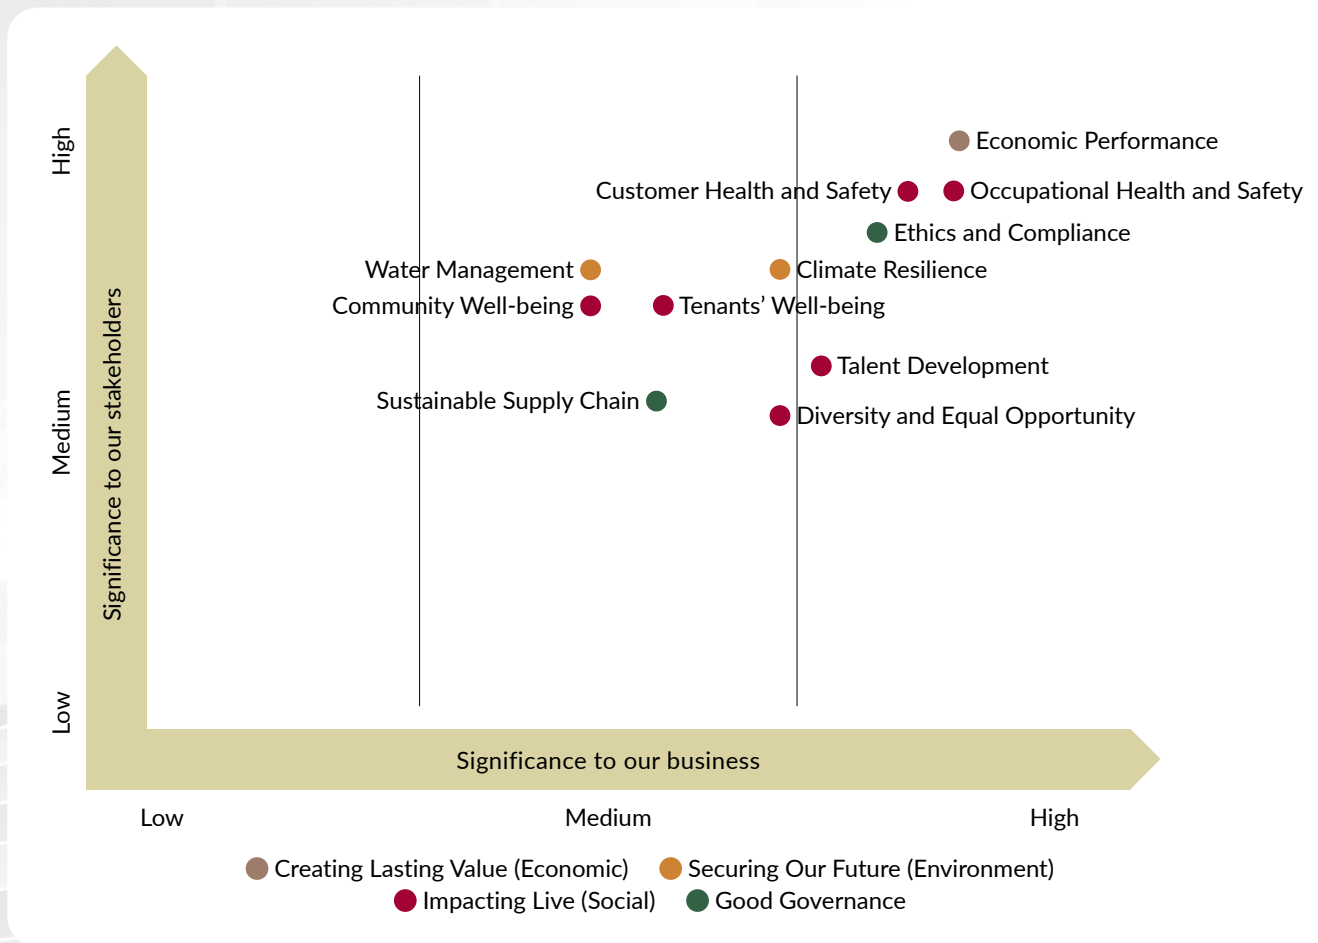 High
Medium
Low
Significance to our stakeholders
Economic Performance
Customer Health and Safety
Occupational Health and Safety
Ethics and Compliance
Water Management
Climate Resilience
Community Well-being
Tenants’ Well-being
Talent Development
Sustainable Supply Chain
Diversity and Equal Opportunity
Significance to our business
Low
Medium
High
Creating Lasting Value (Economic)
Securing Our Future (Environment)
Impacting Live (Social)
Good Governance